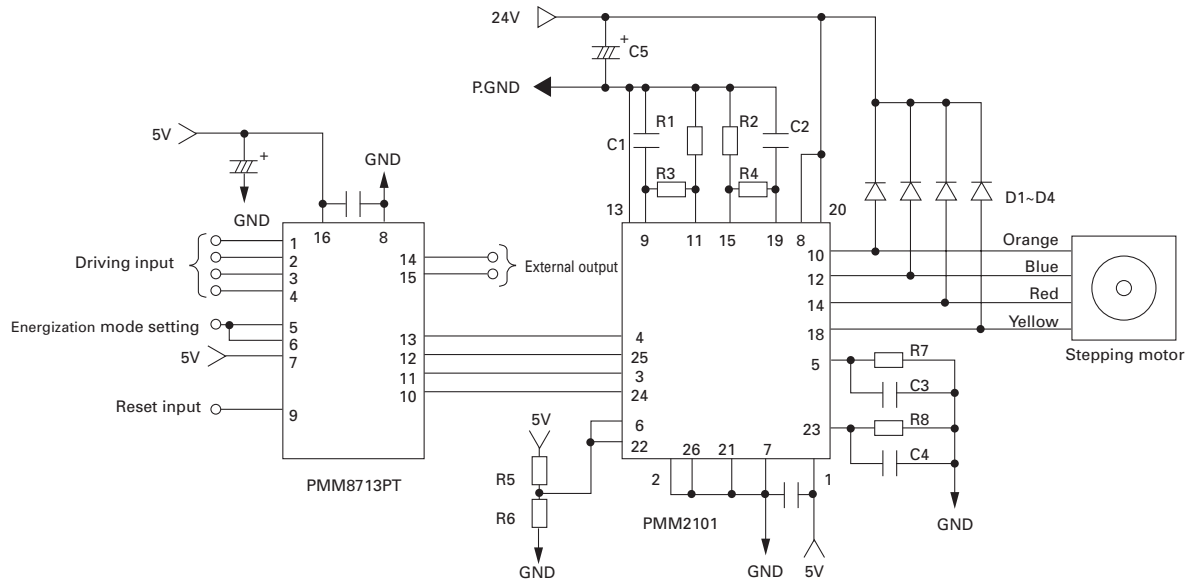 24V
+
C5
P.GND
5V
+
GND
GND
R1
R2
C1
C2
R3
R4
13
9
11
15
19
8
20
D1~D4
16
8
Driving input
1
2
3
4
14
15
External output
10
Orange
12
Blue
14
Red
18
Yellow
Stepping motor
Energization mode setting
5
6
5V
7
13
12
11
10
4
25
3
24
5
R7
C3
Reset input
9
6
22
23
R8
C4
5V
R5
R6
GND
2
26
21
7
1
PMM8713PT
PMM2101
GND
5V
GND